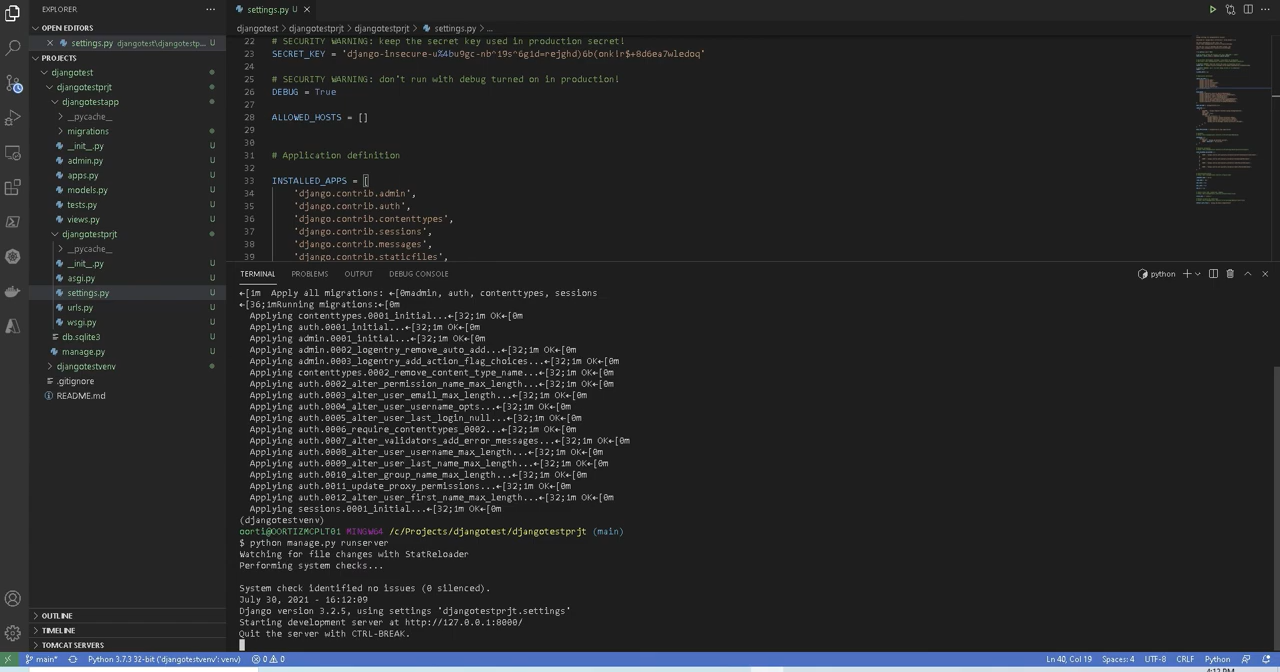 EXPLORER
OPEN EDITORS
settings.py djangotest\djangotestp...
U
PROJECTS
djangotest
djangotestprjt
djangotestapp
__pycache__
migrations
__init__.py U
admin.py U
apps.py U
models.py U
tests.py U
views.py U
djangotestprjt
__pycache__
__init__.py U
asgi.py U
settings.py U
urls.py U
wsgi.py U
db.sqlite3 U
manage.py U
djangotestvenv
.gitignore
README.md
OUTLINE
TIMELINE
TOMCAT SERVERS
settings.py U
djangotest > djangotestprjt > djangotestprjt > settings.py > ...
22 # SECURITY WARNING: keep the secret key used in production secret!
23 SECRET_KEY = 'django-insecure-u%4bu9gc-nb^19s^6g1d=rejghd)6b(onk!r$+8d6ea7wledoq'
24
25 # SECURITY WARNING: don't run with debug turned on in production!
26 DEBUG = True
27
28 ALLOWED_HOSTS = []
29
30
31 # Application definition
32
33 INSTALLED_APPS = [
34 'django.contrib.admin',
35 'django.contrib.auth',
36 'django.contrib.contenttypes',
37 'django.contrib.sessions',
38 'django.contrib.messages',
39 'django.contrib.staticfiles',
TERMINAL PROBLEMS OUTPUT DEBUG CONSOLE
python
←[1m  Apply all migrations: ←[0madmin, auth, contenttypes, sessions
←[36;1mRunning migrations:←[0m
Applying contenttypes.0001_initial...←[32;1m OK←[0m
Applying auth.0001_initial...←[32;1m OK←[0m
Applying admin.0001_initial...←[32;1m OK←[0m
Applying admin.0002_logentry_remove_auto_add...←[32;1m OK←[0m
Applying admin.0003_logentry_add_action_flag_choices...←[32;1m OK←[0m
Applying contenttypes.0002_remove_content_type_name...←[32;1m OK←[0m
Applying auth.0002_alter_permission_name_max_length...←[32;1m OK←[0m
Applying auth.0003_alter_user_email_max_length...←[32;1m OK←[0m
Applying auth.0004_alter_user_username_opts...←[32;1m OK←[0m
Applying auth.0005_alter_user_last_login_null...←[32;1m OK←[0m
Applying auth.0006_require_contenttypes_0002...←[32;1m OK←[0m
Applying auth.0007_alter_validators_add_error_messages...←[32;1m OK←[0m
Applying auth.0008_alter_user_username_max_length...←[32;1m OK←[0m
Applying auth.0009_alter_user_last_name_max_length...←[32;1m OK←[0m
Applying auth.0010_alter_group_name_max_length...←[32;1m OK←[0m
Applying auth.0011_update_proxy_permissions...←[32;1m OK←[0m
Applying auth.0012_alter_user_first_name_max_length...←[32;1m OK←[0m
Applying sessions.0001_initial...←[32;1m OK←[0m
(djangotestvenv)
oorti@OORTIZMCPLT01 MINGW64 /c/Projects/djangotest/djangotestprjt (main)
$ python manage.py runserver
Watching for file changes with StatReloader
Performing system checks...
System check identified no issues (0 silenced).
July 30, 2021 - 16:12:09
Django version 3.2.5, using settings 'djangotestprjt.settings'
Starting development server at http://127.0.0.1:8000/
Quit the server with CTRL-BREAK.
main* Python 3.7.3 32-bit ('djangotestvenv': venv) 0 0 Ln 40, Col 19 Spaces: 4 UTF-8 CRLF Python